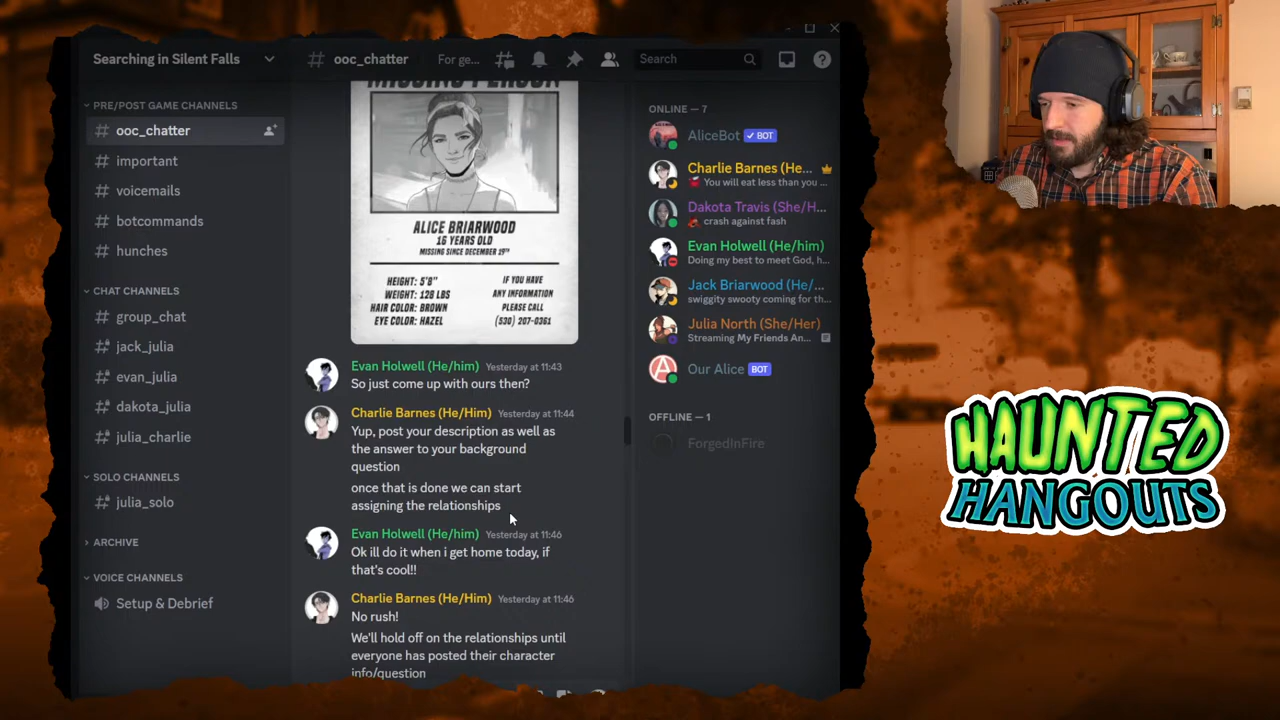 Searching in Silent Falls
PRE/POST GAME CHANNELS
# ooc_chatter
# important
# voicemails
# botcommands
# hunches
CHAT CHANNELS
# group_chat
# jack_julia
# evan_julia
# dakota_julia
# julia_charlie
SOLO CHANNELS
# julia_solo
ARCHIVE
VOICE CHANNELS
Setup & Debrief
# ooc_chatter For ge...
Search
ALICE BRIARWOOD
16 YEARS OLD
MISSING SINCE DECEMBER 19TH
HEIGHT: 5'8"
WEIGHT: 128 LBS
HAIR COLOR: BROWN
EYE COLOR: HAZEL
IF YOU HAVE
ANY INFORMATION
PLEASE CALL
(530) 207-0361
Evan Holwell (He/him) Yesterday at 11:43
So just come up with ours then?
Charlie Barnes (He/Him) Yesterday at 11:44
Yup, post your description as well as
the answer to your background
question
once that is done we can start
assigning the relationships
Evan Holwell (He/him) Yesterday at 11:46
Ok ill do it when i get home today, if
that's cool!!
Charlie Barnes (He/Him) Yesterday at 11:46
No rush!
We'll hold off on the relationships until
everyone has posted their character
info/question
ONLINE — 7
AliceBot BOT
Charlie Barnes (He...
You will eat less than you ...
Dakota Travis (She/H...
crash against fash
Evan Holwell (He/him)
Doing my best to meet God, h...
Jack Briarwood (He/...
swiggity swooty coming for th...
Julia North (She/Her)
Streaming My Friends An...
Our Alice BOT
OFFLINE — 1
ForgedInFire
HAUNTED
HANGOUTS